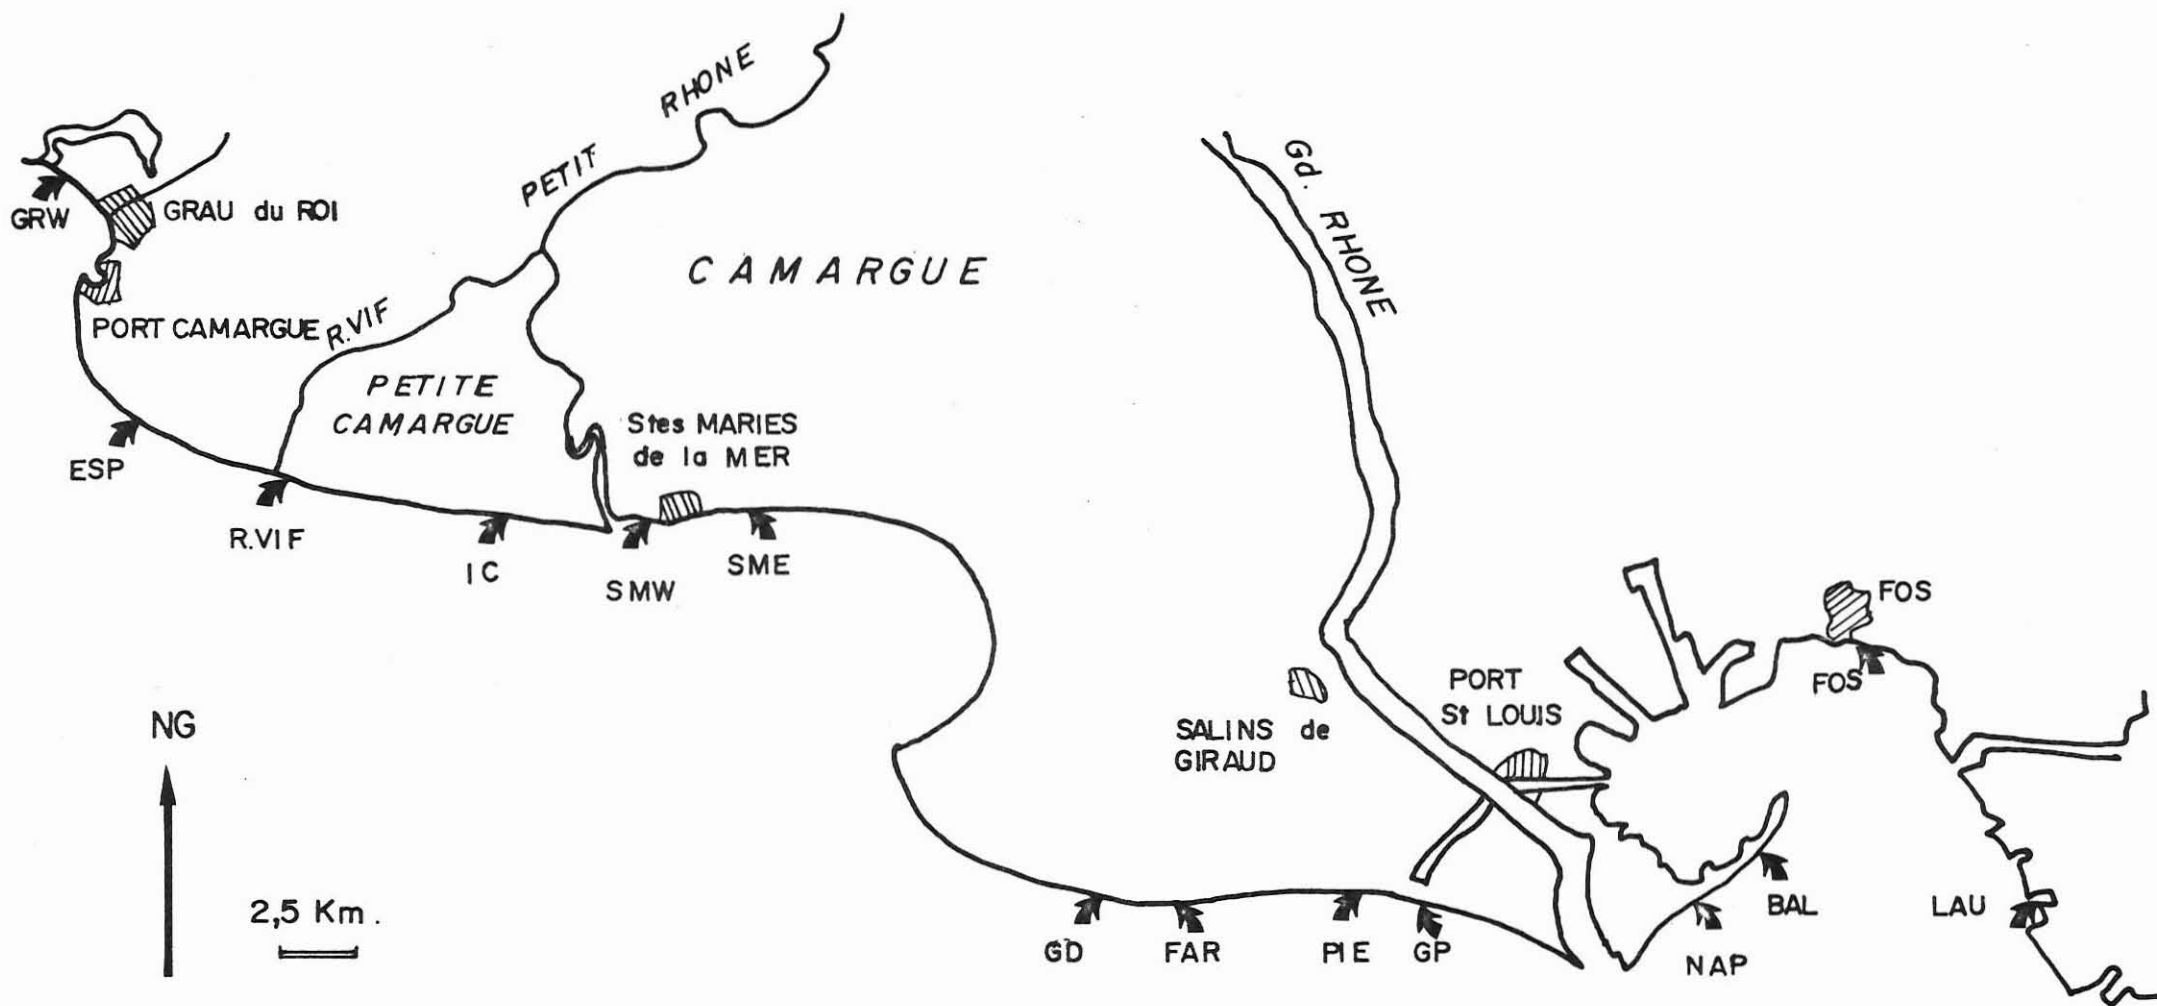 PETIT RHONE
GRW
GRAU du ROI
Gd. RHONE
CAMARGUE
PORT CAMARGUE
R.VIF
PETITE
CAMARGUE
Stes MARIES
de la MER
ESP
R.VIF
IC
SMW
SME
FOS
FOS
PORT
St LOUIS
SALINS de
GIRAUD
NG
2,5 Km.
GD
FAR
PIE
GP
NAP
BAL
LAU